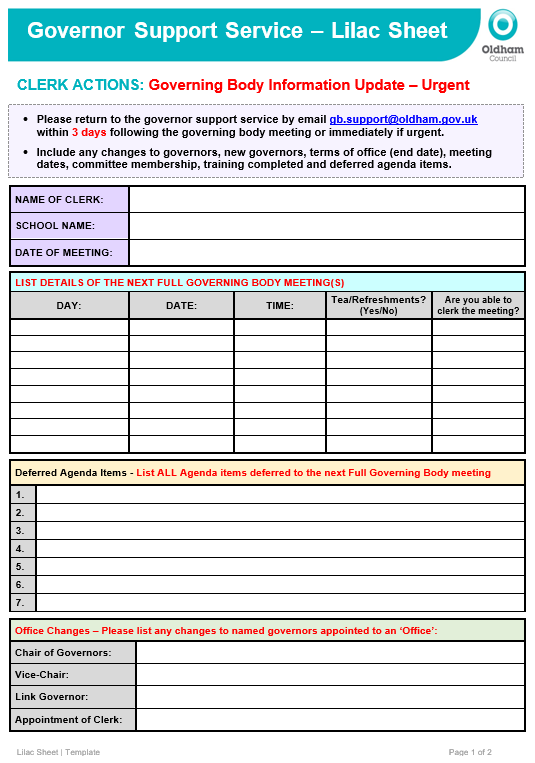 Governor Support Service – Lilac Sheet
Oldham
Council
CLERK ACTIONS: Governing Body Information Update – Urgent
• Please return to the governor support service by email gb.support@oldham.gov.uk
within 3 days following the governing body meeting or immediately if urgent.
• Include any changes to governors, new governors, terms of office (end date), meeting
dates, committee membership, training completed and deferred agenda items.
NAME OF CLERK:
SCHOOL NAME:
DATE OF MEETING:
LIST DETAILS OF THE NEXT FULL GOVERNING BODY MEETING(S)
DAY: DATE: TIME: Tea/Refreshments? (Yes/No) Are you able to clerk the meeting?
Deferred Agenda Items - List ALL Agenda items deferred to the next Full Governing Body meeting
1.
2.
3.
4.
5.
6.
7.
Office Changes – Please list any changes to named governors appointed to an ‘Office’:
Chair of Governors:
Vice-Chair:
Link Governor:
Appointment of Clerk:
Lilac Sheet | Template Page 1 of 2